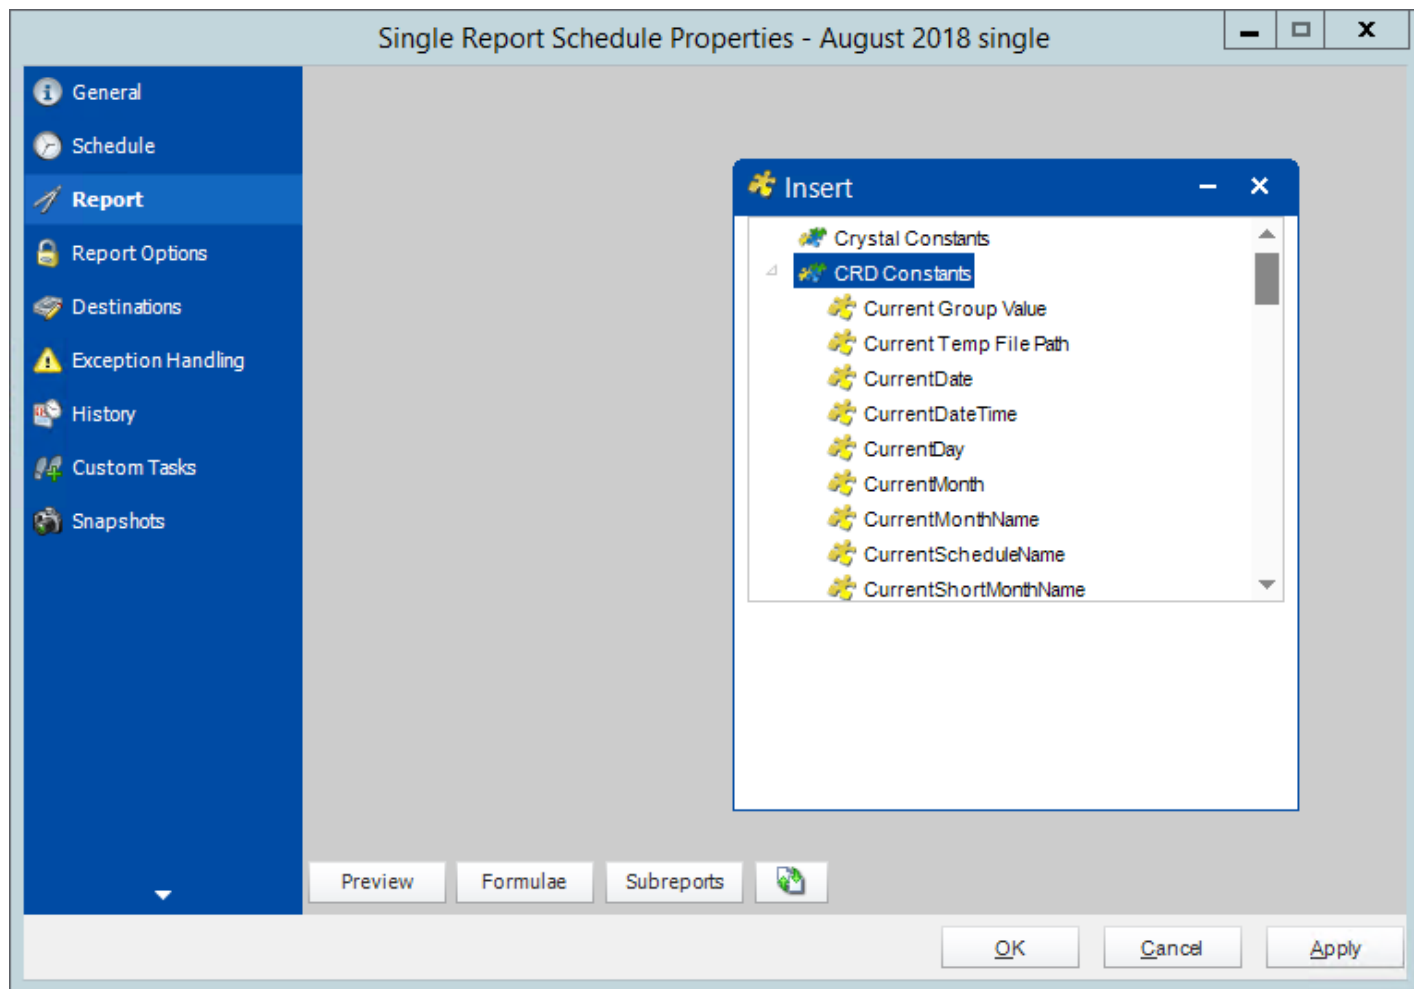 Single Report Schedule Properties - August 2018 single
General
Schedule
Report
Report Options
Destinations
Exception Handling
History
Custom Tasks
Snapshots
Insert
Crystal Constants
CRD Constants
Current Group Value
Current Temp File Path
CurrentDate
CurrentDateTime
CurrentDay
CurrentMonth
CurrentMonthName
CurrentScheduleName
CurrentShortMonthName
Preview Formulae Subreports
OK Cancel Apply